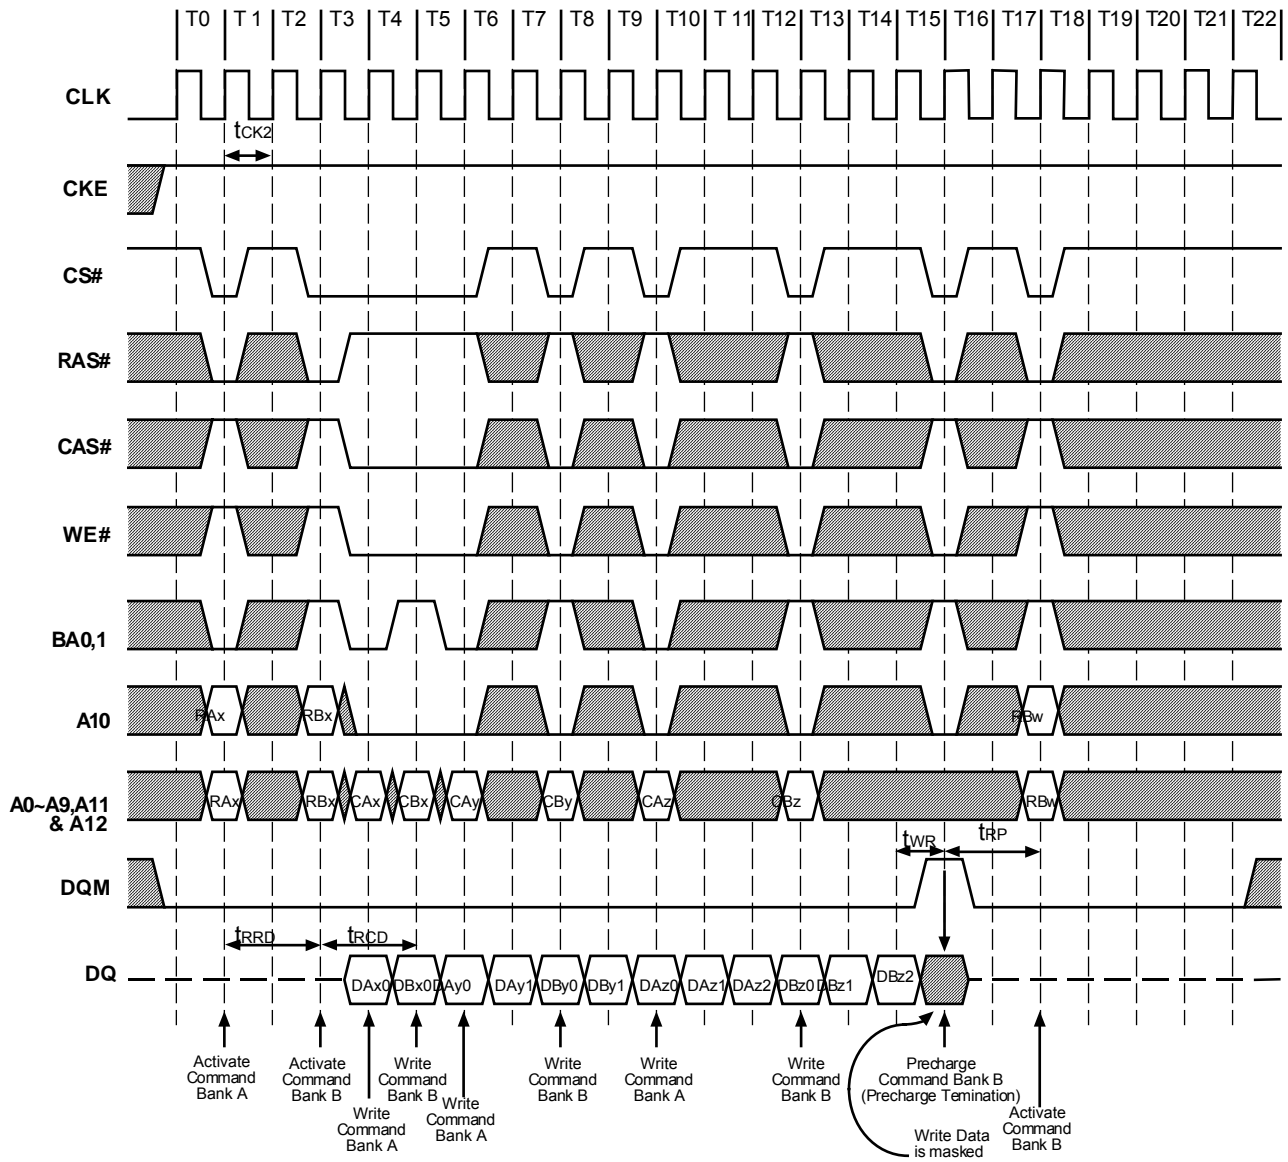 T0 T 1 T2 T3 T4 T5 T6 T7 T8 T9 T10 T 11 T12 T13 T14 T15 T16 T17 T18 T19 T20 T21 T22
CLK
tCK2
CKE
CS#
RAS#
CAS#
WE#
BA0,1
A10
RAx RBx RBw
A0~A9,A11
& A12
RAx RBx CAx CBx CAy CBy CAz CBz RBw
tWR tRP
DQM
tRRD tRCD
DQ
DAx0 DBx0 DAy0 DAy1 DBy0 DBy1 DAz0 DAz1 DAz2 DBz0 DBz1 DBz2
Activate
Command
Bank A
Activate
Command
Bank B
Write
Command
Bank A
Write
Command
Bank B
Write
Command
Bank A
Write
Command
Bank B
Write
Command
Bank A
Write
Command
Bank B
Precharge
Command Bank B
(Precharge Temination)
Write Data
is masked
Activate
Command
Bank B